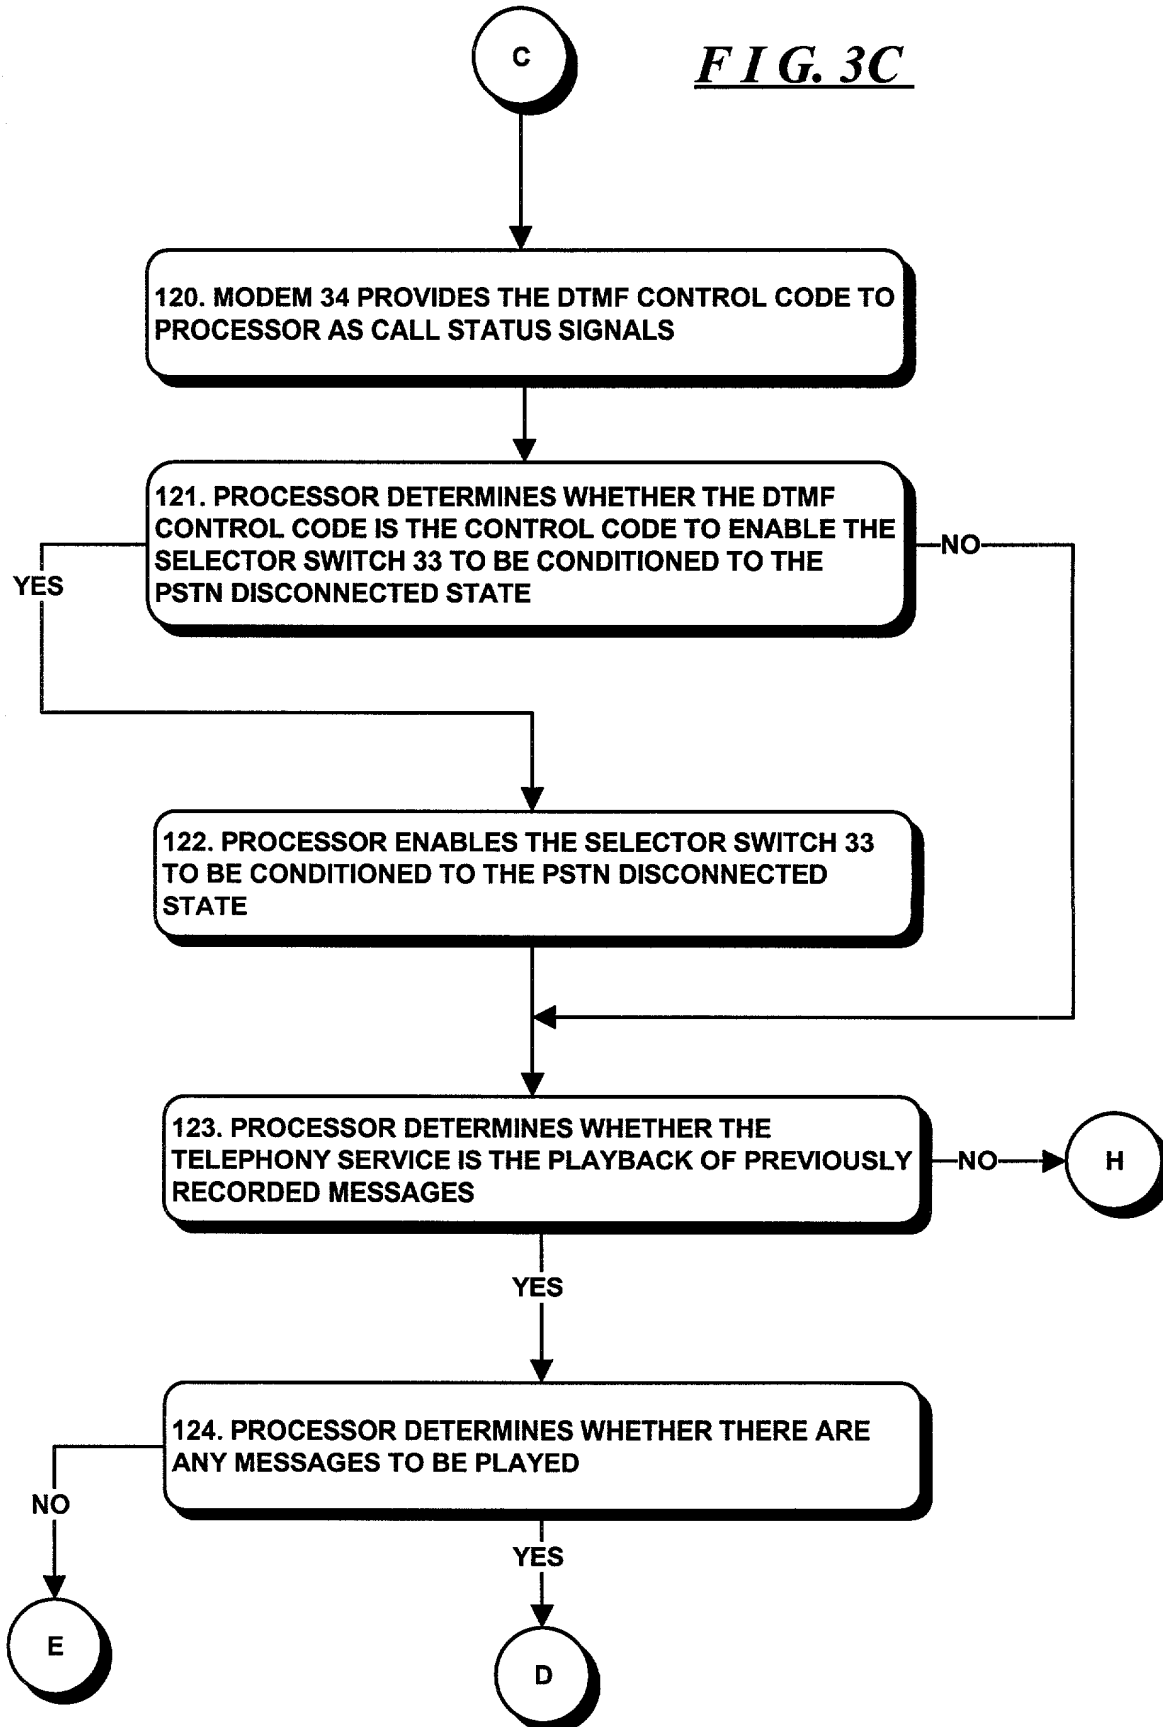 C
F I G. 3C
120. MODEM 34 PROVIDES THE DTMF CONTROL CODE TO
PROCESSOR AS CALL STATUS SIGNALS
121. PROCESSOR DETERMINES WHETHER THE DTMF
CONTROL CODE IS THE CONTROL CODE TO ENABLE THE
SELECTOR SWITCH 33 TO BE CONDITIONED TO THE
PSTN DISCONNECTED STATE
NO
YES
122. PROCESSOR ENABLES THE SELECTOR SWITCH 33
TO BE CONDITIONED TO THE PSTN DISCONNECTED
STATE
123. PROCESSOR DETERMINES WHETHER THE
TELEPHONY SERVICE IS THE PLAYBACK OF PREVIOUSLY
RECORDED MESSAGES
NO
H
YES
124. PROCESSOR DETERMINES WHETHER THERE ARE
ANY MESSAGES TO BE PLAYED
NO
YES
E
D